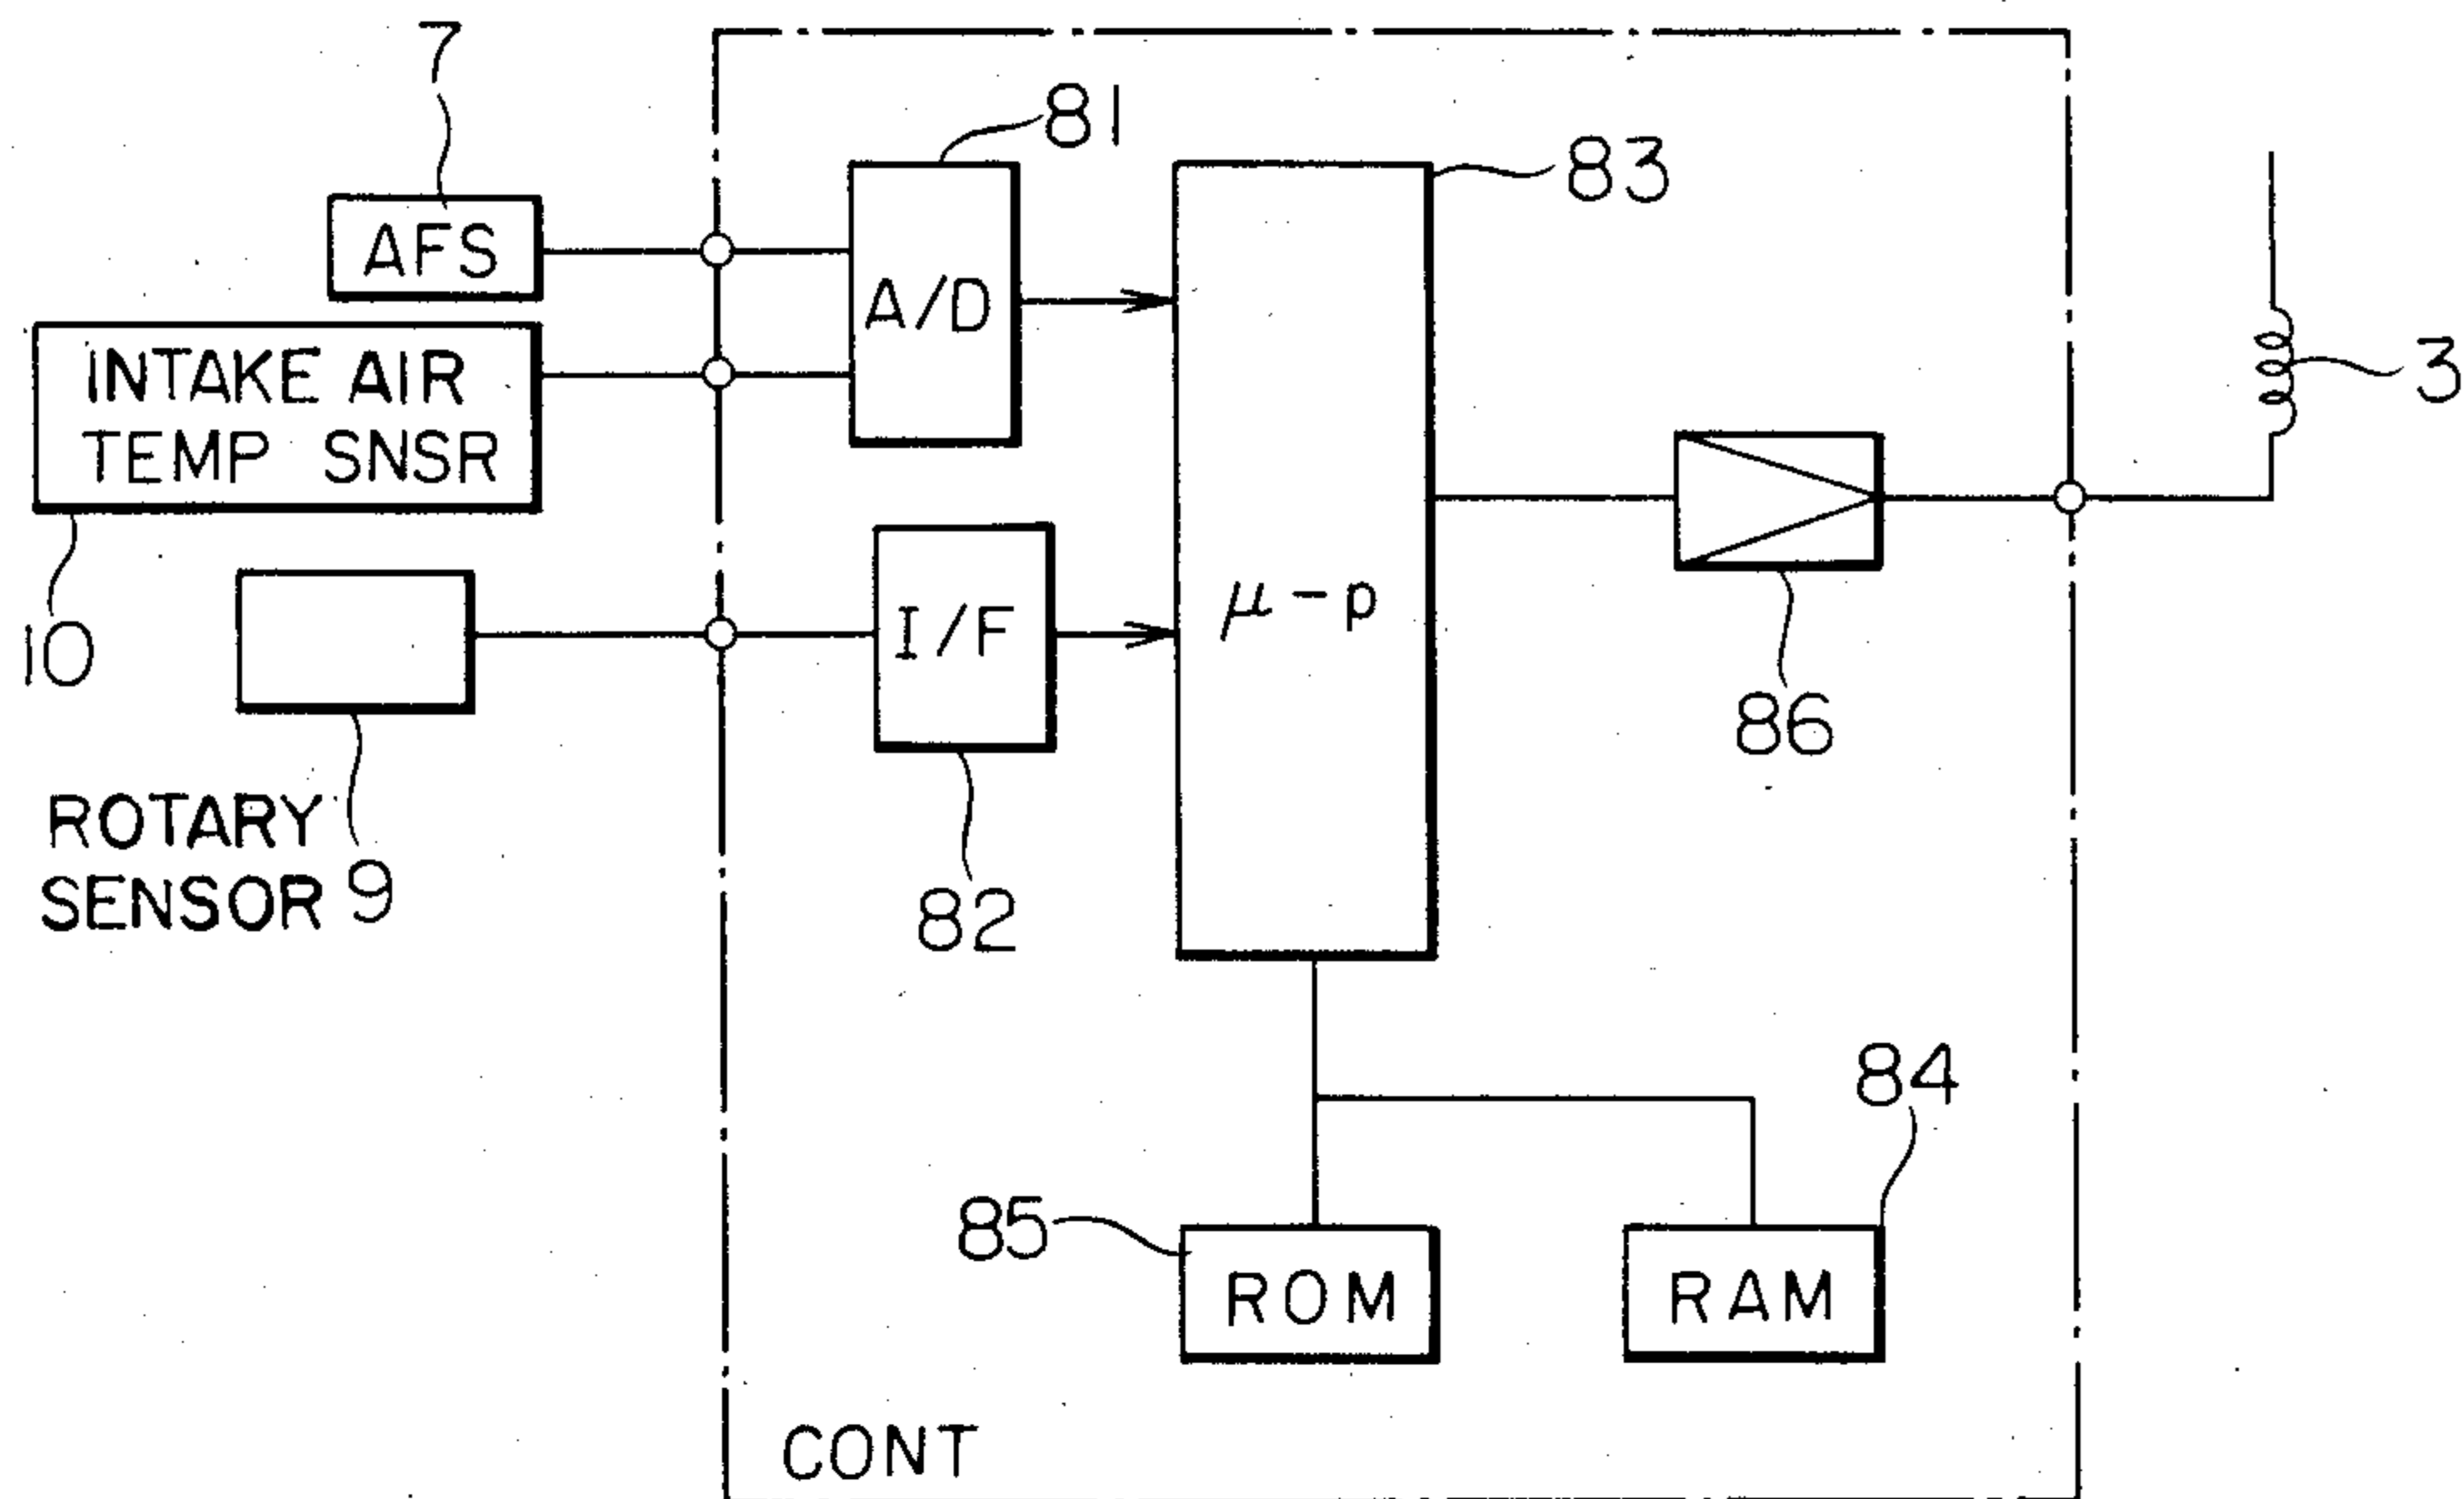 7
81
83
AFS
A/D
INTAKE AIR
TEMP SNSR
3
10
I/F
μ-p
86
ROTARY
SENSOR 9
82
84
85
ROM
RAM
CONT